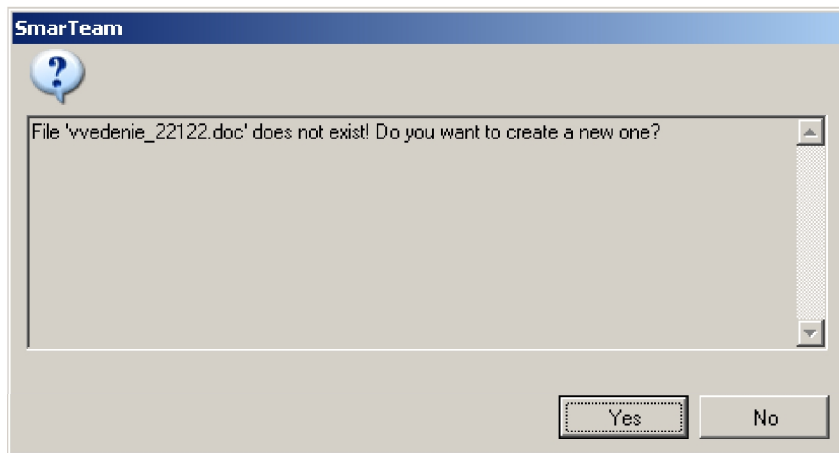 SmarTeam
File 'vvedenie_22122.doc' does not exist! Do you want to create a new one?
Yes
No